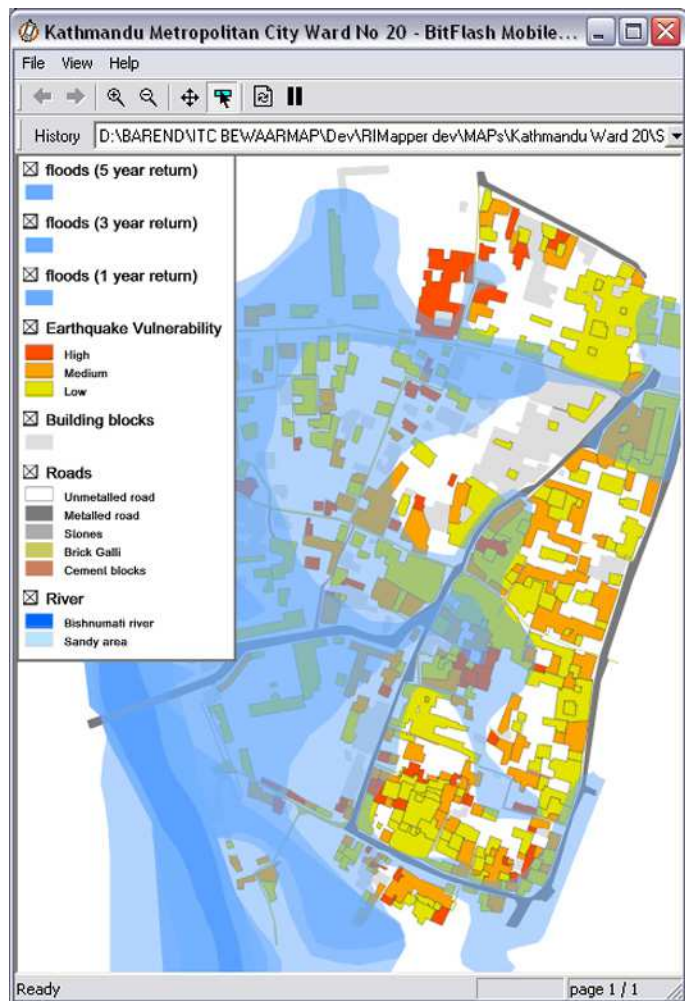 Kathmandu Metropolitan City Ward No 20 - BitFlash Mobile...
File View Help
History D:\BAREND\ITC BEWAARMAP\Dev\RIMapper dev\MAPs\Kathmandu Ward 20\S
floods (5 year return)
floods (3 year return)
floods (1 year return)
Earthquake Vulnerability
High
Medium
Low
Building blocks
Roads
Unmetalled road
Metalled road
Stones
Brick Galli
Cement blocks
River
Bishnumati river
Sandy area
Ready page 1 / 1